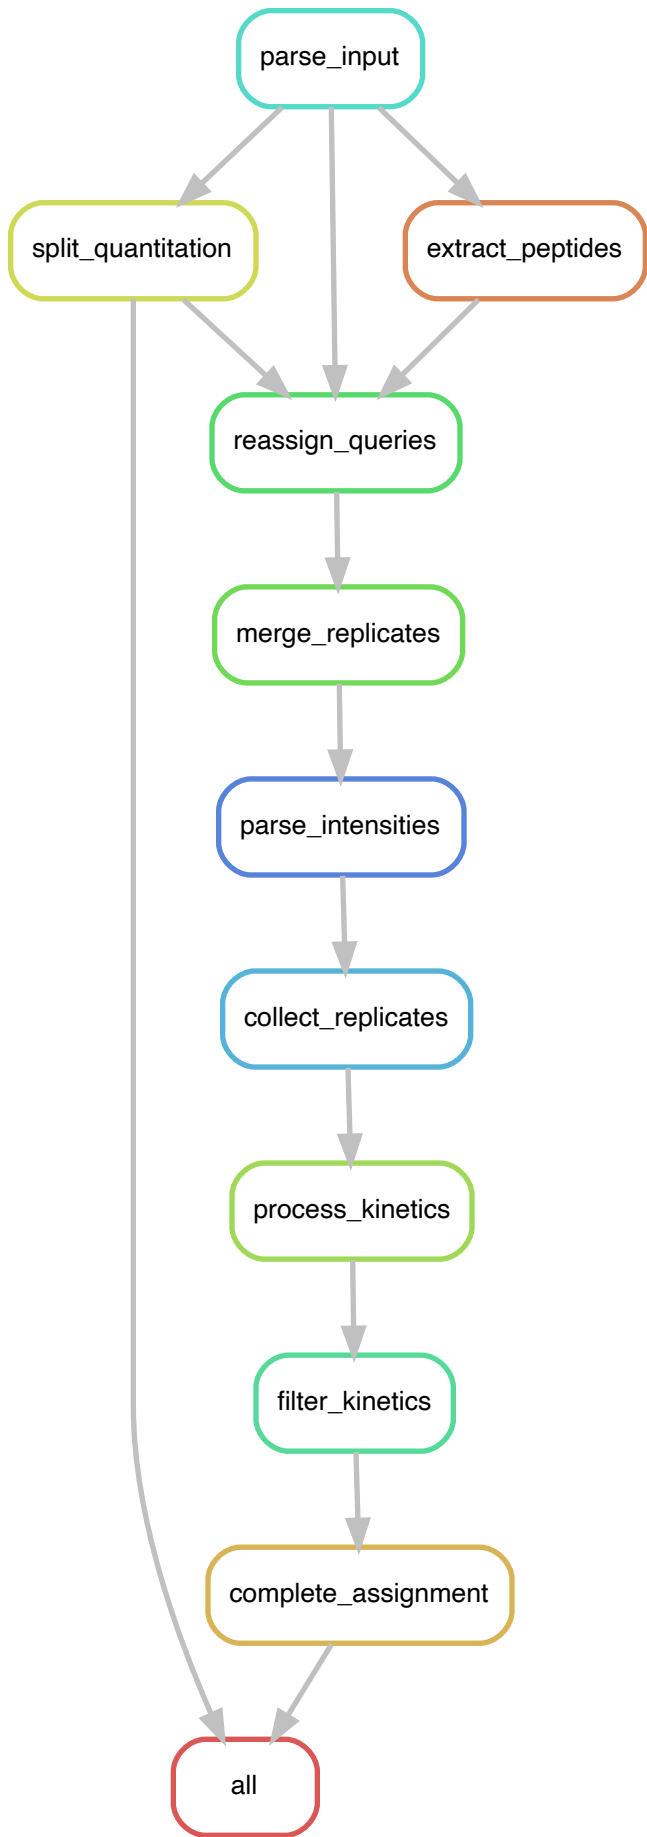 parse_input
split_quantitation
extract_peptides
reassign_queries
merge_replicates
parse_intensities
collect_replicates
process_kinetics
filter_kinetics
complete_assignment
all